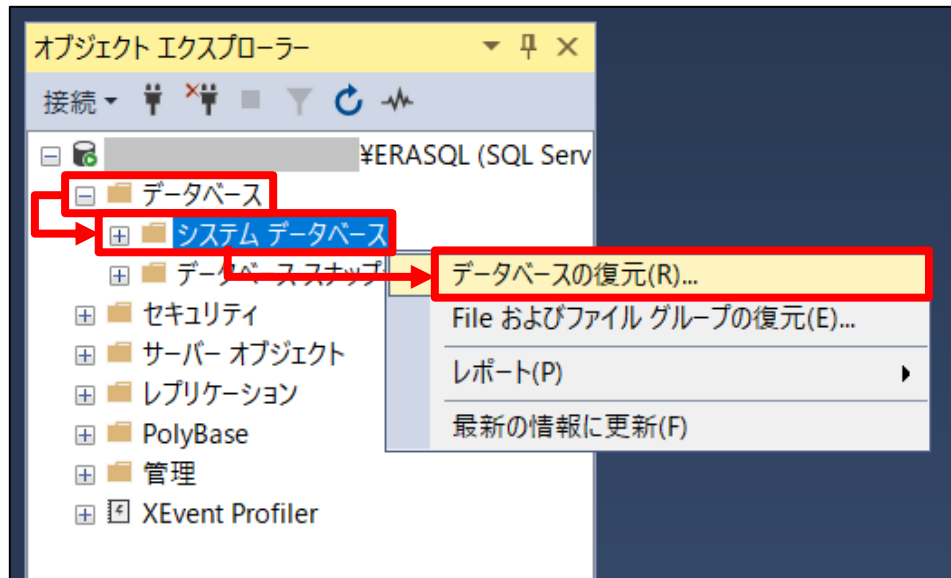 オブジェクト エクスプローラー
接続
¥ERASQL (SQL Serv
データベース
システム データベース
データベース スナップ
セキュリティ
サーバー オブジェクト
レプリケーション
PolyBase
管理
XEvent Profiler
データベースの復元(R)...
File およびファイル グループの復元(E)...
レポート(P)
最新の情報に更新(F)